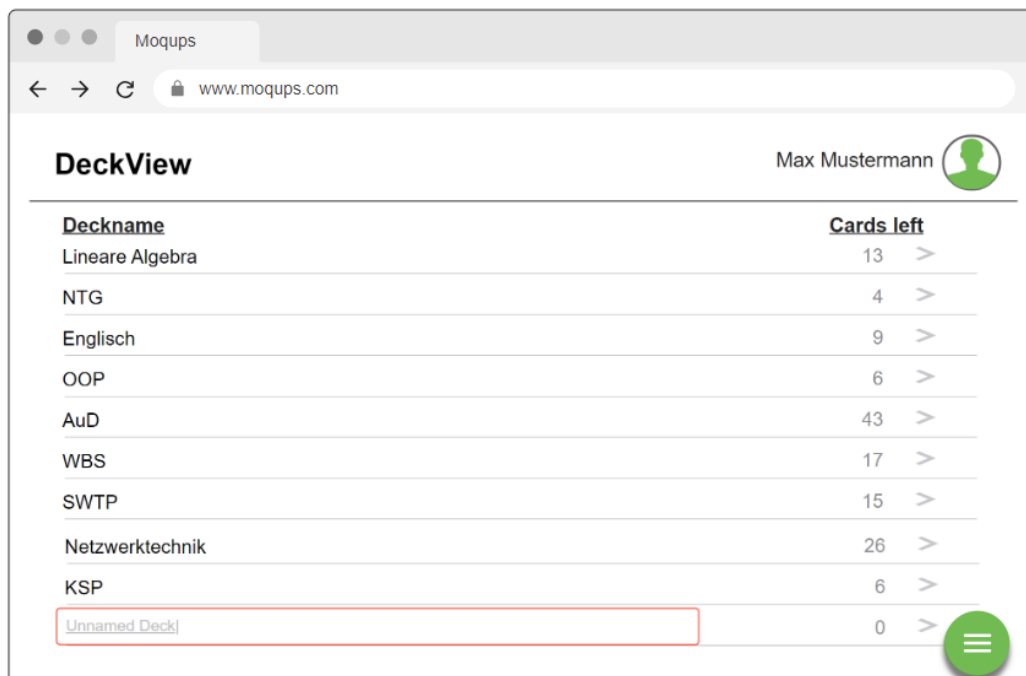 Moqups
www.moqups.com
DeckView
Max Mustermann
Deckname Cards left
Lineare Algebra 13 >
NTG 4 >
Englisch 9 >
OOP 6 >
AuD 43 >
WBS 17 >
SWTP 15 >
Netzwerktechnik 26 >
KSP 6 >
Unnamed Deck| 0 >